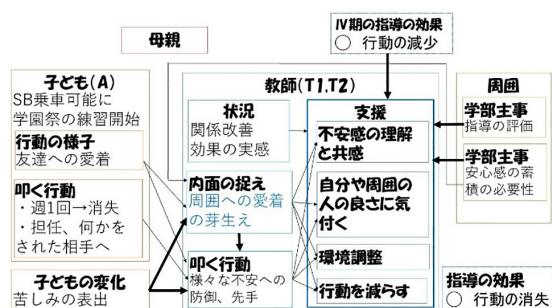 母親
Ⅳ期の指導の効果
○ 行動の減少
子ども(A)
SB乗車可能に
学園祭の練習開始
行動の様子
友達への愛着
叩く行動
・週1回→消失
・担任、何かを
された相手へ
子どもの変化
苦しみの表出
教師(T1,T2)
状況
関係改善
効果の実感
内面の捉え
周囲への愛着
の芽生え
叩く行動
様々な不安への
防御、先手
支援
不安感の理解
と共感
自分や周囲の
人の良さに気
付く
環境調整
行動を減らす
周囲
学部主事
指導の評価
学部主事
安心感の蓄
積の必要性
指導の効果
○ 行動の消失